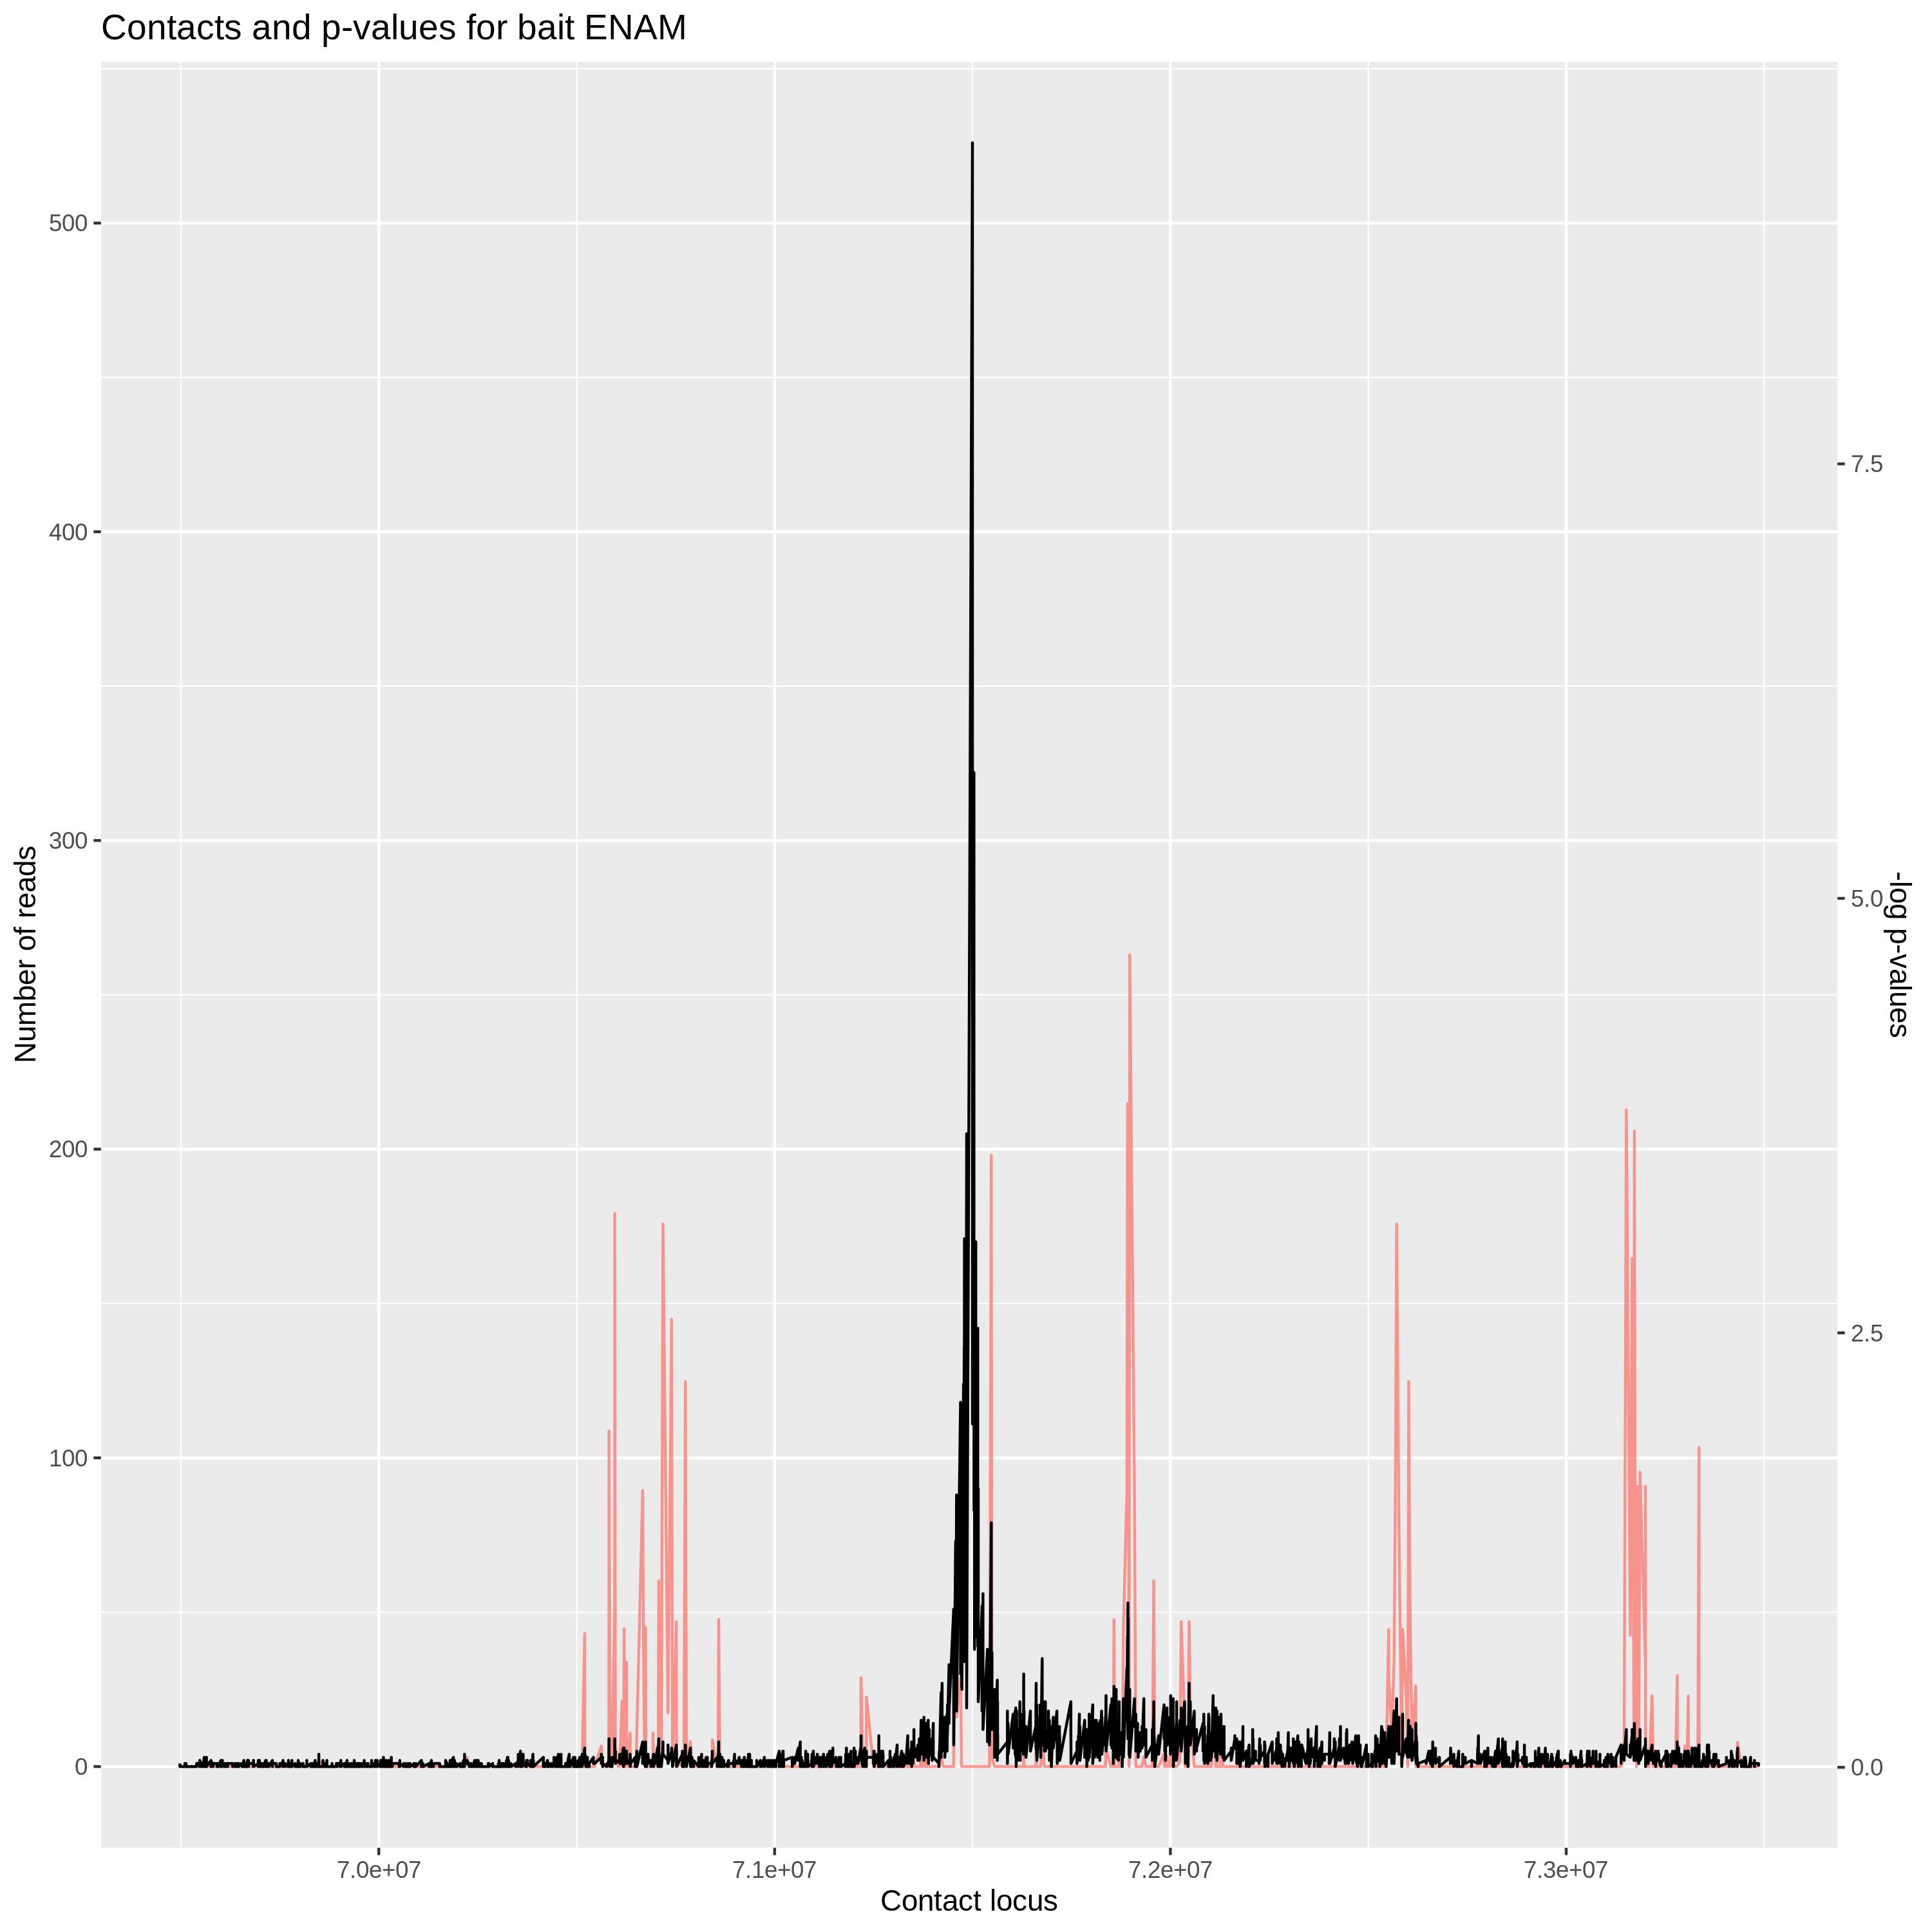 Contacts and p-values for bait ENAM
500
400
300
200
100
0
Number of reads
7.5
5.0
2.5
0.0
-log p-values
7.0e+07
7.1e+07
7.2e+07
7.3e+07
Contact locus